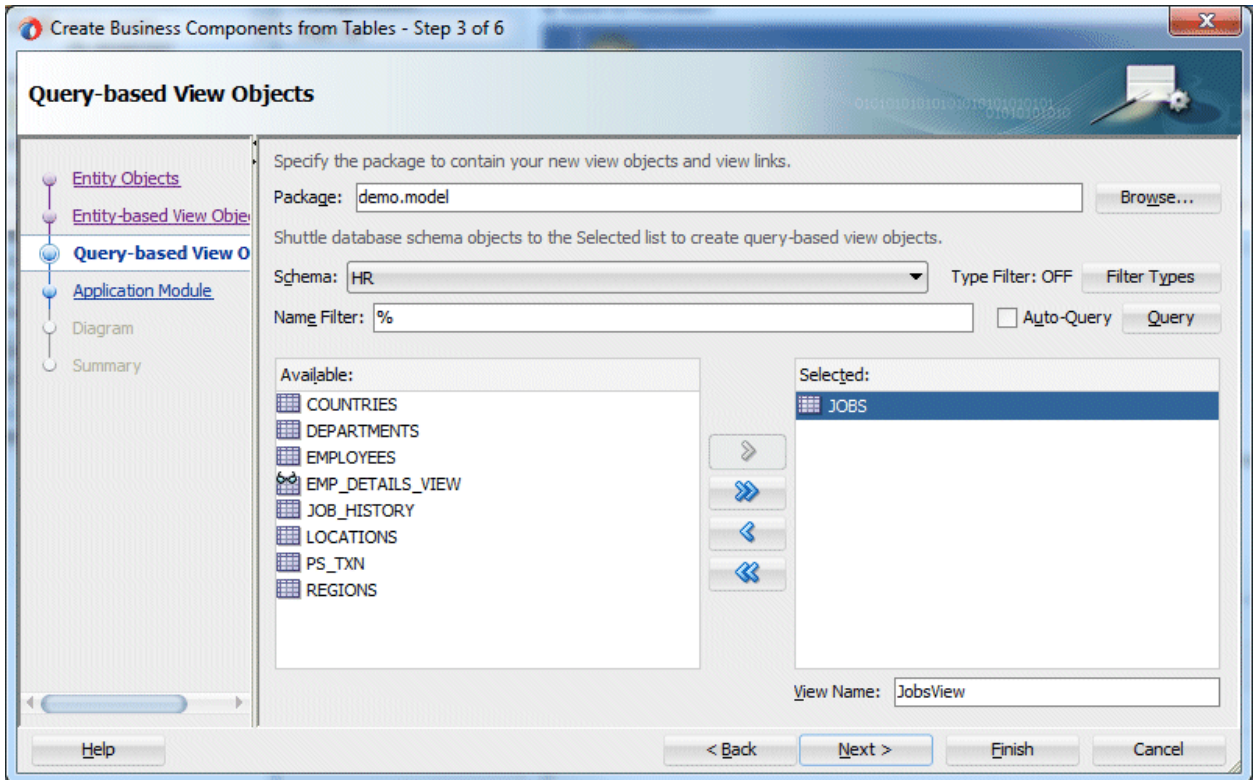 Create Business Components from Tables - Step 3 of 6
Query-based View Objects
Entity Objects
Entity-based View Objec
Query-based View O
Application Module
Diagram
Summary
Specify the package to contain your new view objects and view links.
Package: demo.model Browse...
Shuttle database schema objects to the Selected list to create query-based view objects.
Schema: HR Type Filter: OFF Filter Types
Name Filter: % Auto-Query Query
Available:
COUNTRIES
DEPARTMENTS
EMPLOYEES
EMP_DETAILS_VIEW
JOB_HISTORY
LOCATIONS
PS_TXN
REGIONS
Selected:
JOBS
View Name: JobsView
Help < Back Next > Finish Cancel